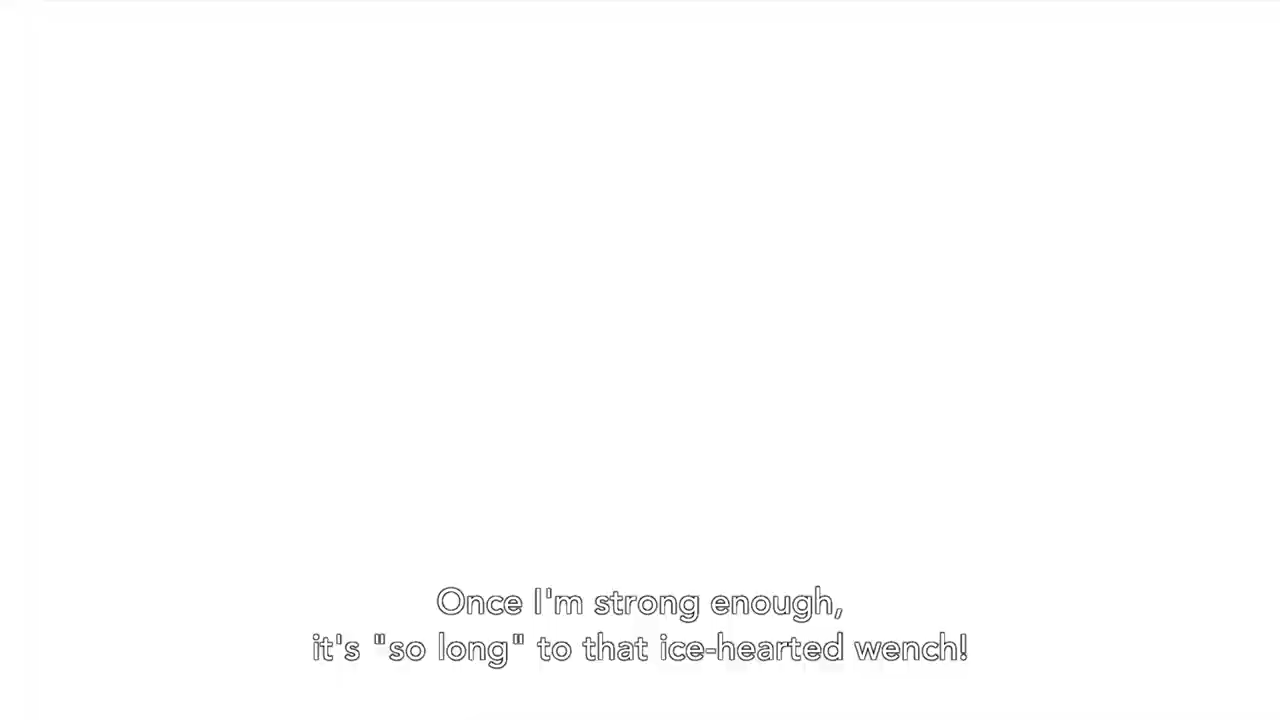 Once I'm strong enough,
it's "so long" to that ice-hearted wench!